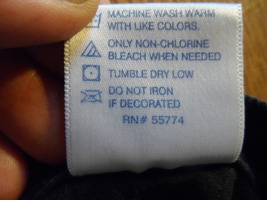 MACHINE WASH WARM
WITH LIKE COLORS.
ONLY NON-CHLORINE
BLEACH WHEN NEEDED
TUMBLE DRY LOW
DO NOT IRON
IF DECORATED
RN# 55774